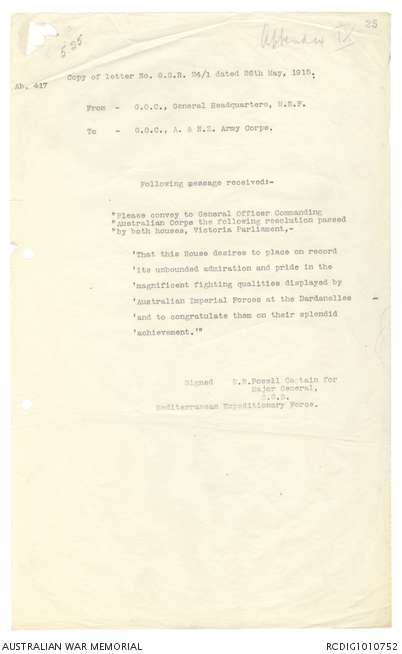 25
Appendix IX
5.25
Copy of letter No. G.S.R. Z4/1 dated 26th May, 1915.
Ab. 417
From - G.O.C., General Headquarters, M.E.F.
To - G.O.C., A. & N.Z. Army Corps.
Following message received:-
"Please convey to General Officer Commanding
"Australian Corps the following resolution passed
"by both houses, Victoria Parliament,-
'That this House desires to place on record
'its unbounded admiration and pride in the
'magnificent fighting qualities displayed by
'Australian Imperial Forces at the Dardanelles -
'and to congratulate them on their splendid
'achievement.'"
Signed Powell Captain for
Major General,
Mediterranean Expeditionary Force.
AUSTRALIAN WAR MEMORIAL
RCDIG1010752